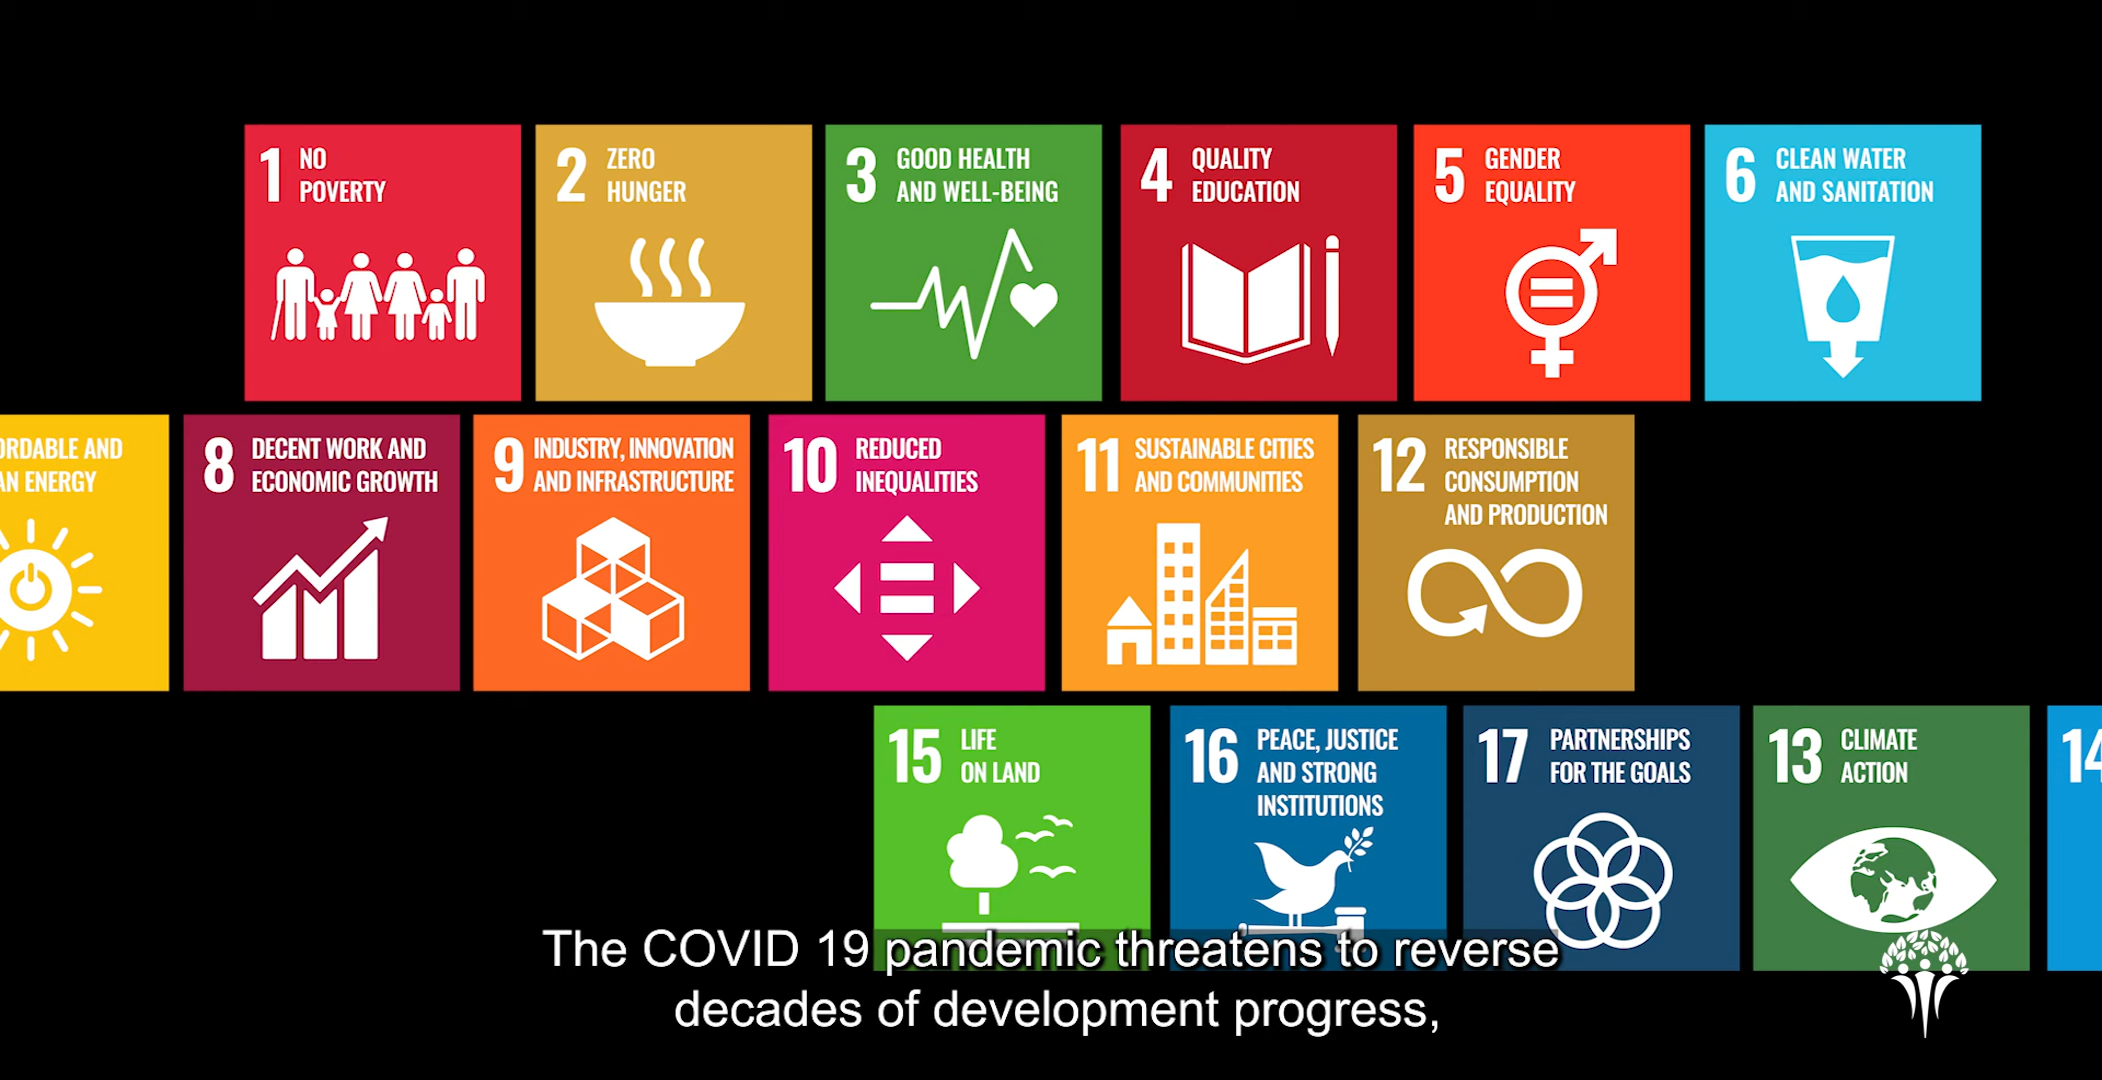 1 NO
POVERTY
2 ZERO
HUNGER
3 GOOD HEALTH
AND WELL-BEING
4 QUALITY
EDUCATION
5 GENDER
EQUALITY
6 CLEAN WATER
AND SANITATION
ORDABLE AND
AN ENERGY
8 DECENT WORK AND
ECONOMIC GROWTH
9 INDUSTRY, INNOVATION
AND INFRASTRUCTURE
10 REDUCED
INEQUALITIES
11 SUSTAINABLE CITIES
AND COMMUNITIES
12 RESPONSIBLE
CONSUMPTION
AND PRODUCTION
15 LIFE
ON LAND
16 PEACE, JUSTICE
AND STRONG
INSTITUTIONS
17 PARTNERSHIPS
FOR THE GOALS
13 CLIMATE
ACTION
14
The COVID 19 pandemic threatens to reverse
decades of development progress,